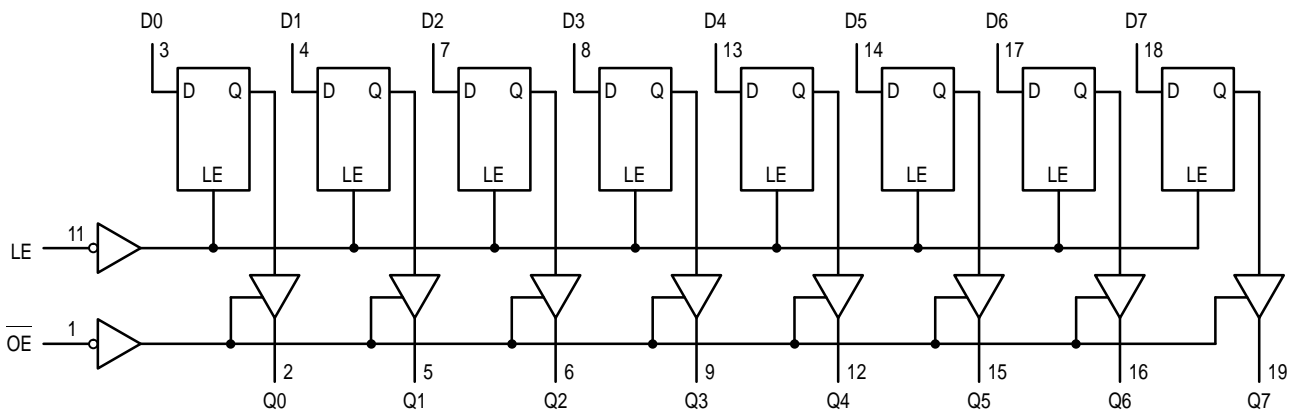 D0 D1 D2 D3 D4 D5 D6 D7
3 4 7 8 13 14 17 18
D Q D Q D Q D Q D Q D Q D Q D Q
LE LE LE LE LE LE LE LE
LE 11
O̅E̅ 1
2 5 6 9 12 15 16 19
Q0 Q1 Q2 Q3 Q4 Q5 Q6 Q7